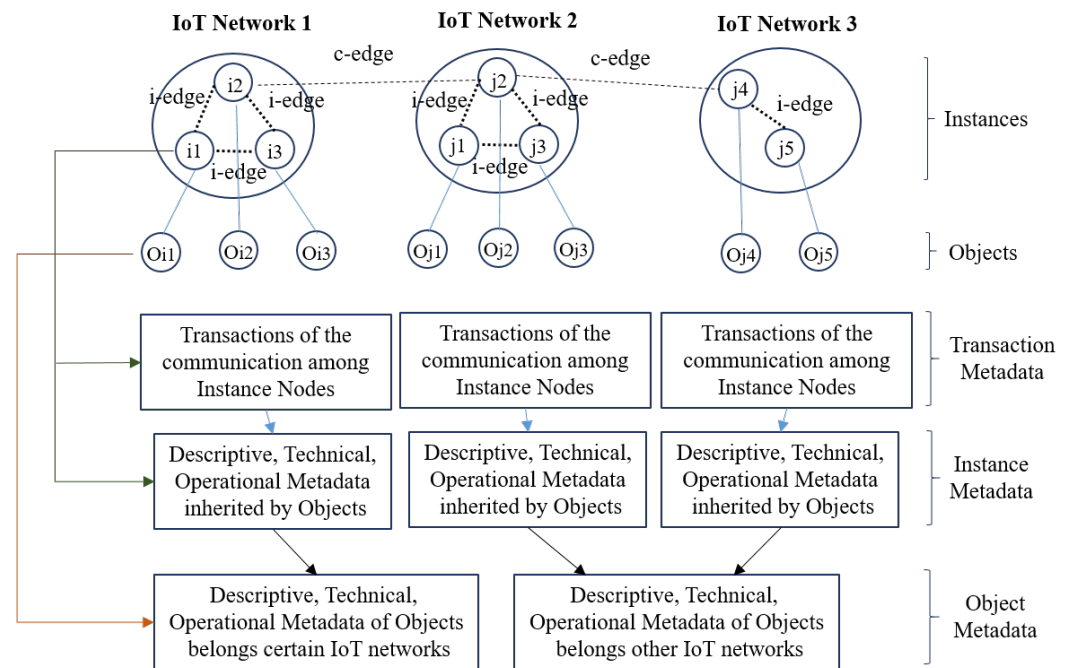 IoT Network 1
IoT Network 2
IoT Network 3
c-edge
c-edge
i2
j2
j4
i-edge
i-edge
i-edge
i-edge
i-edge
Instances
i1
i3
j1
j3
j5
i-edge
i-edge
Oi1
Oi2
Oi3
Oj1
Oj2
Oj3
Oj4
Oj5
Objects
Transactions of the
communication among
Instance Nodes
Transactions of the
communication among
Instance Nodes
Transactions of the
communication among
Instance Nodes
Transaction
Metadata
Descriptive, Technical,
Operational Metadata
inherited by Objects
Descriptive, Technical,
Operational Metadata
inherited by Objects
Descriptive, Technical,
Operational Metadata
inherited by Objects
Instance
Metadata
Descriptive, Technical,
Operational Metadata of Objects
belongs certain IoT networks
Descriptive, Technical,
Operational Metadata of Objects
belongs other IoT networks
Object
Metadata